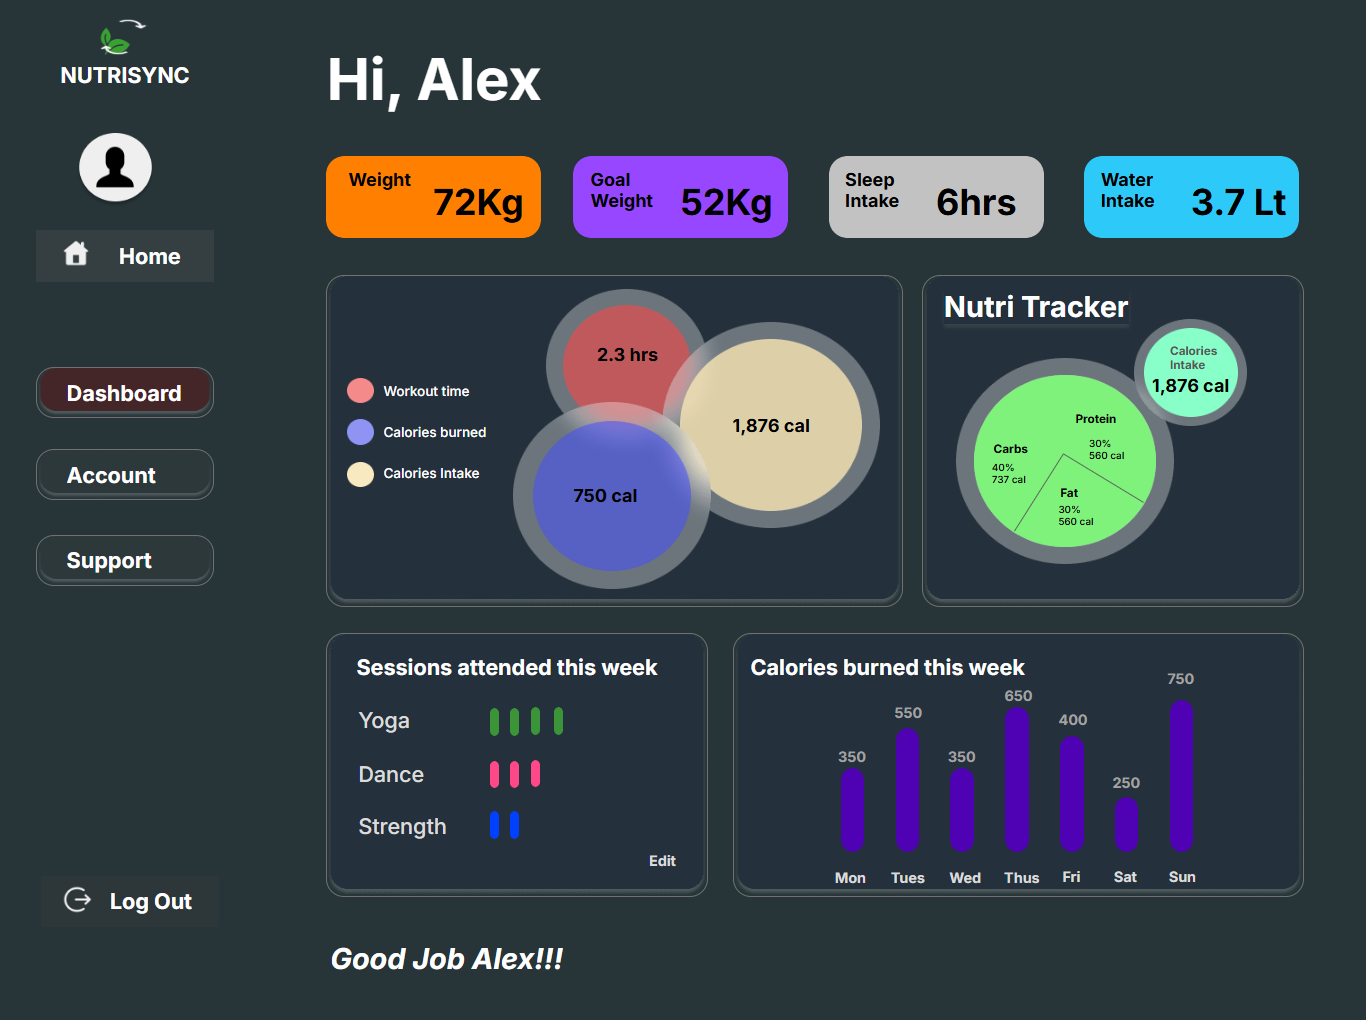 NUTRISYNC
Home
Dashboard
Account
Support
Log Out
Hi, Alex
Weight
72Kg
Goal
Weight
52Kg
Sleep
Intake
6hrs
Water
Intake
3.7 Lt
Workout time
Calories burned
Calories Intake
2.3 hrs
1,876 cal
750 cal
Nutri Tracker
Calories
Intake
1,876 cal
Protein
30%
560 cal
Carbs
40%
737 cal
Fat
30%
560 cal
Sessions attended this week
Yoga
Dance
Strength
Edit
Calories burned this week
350
550
350
650
400
250
750
Mon
Tues
Wed
Thus
Fri
Sat
Sun
Good Job Alex!!!